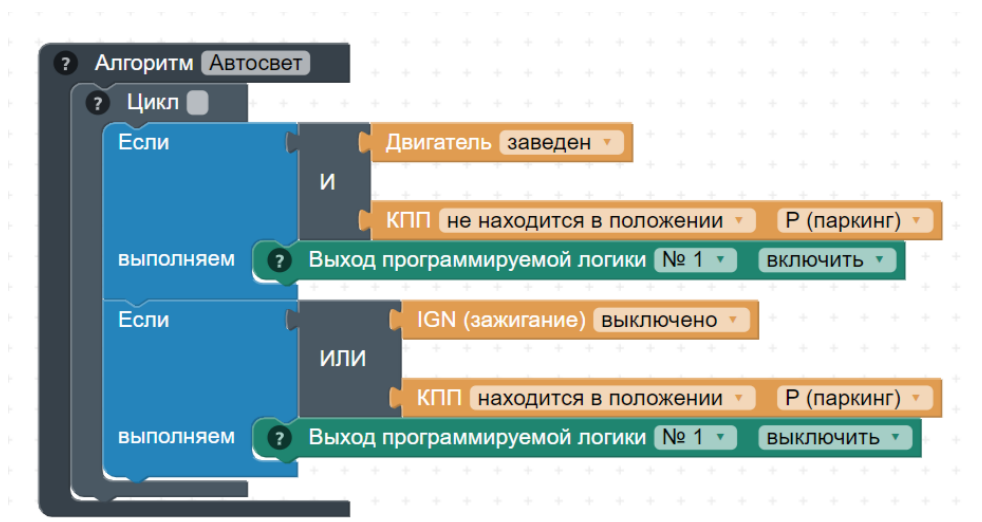 ? Алгоритм Автосвет
? Цикл
Если
Двигатель заведен
И
КПП не находится в положении Р (паркинг)
выполняем ? Выход программируемой логики № 1 включить
Если
IGN (зажигание) выключено
ИЛИ
КПП находится в положении Р (паркинг)
выполняем ? Выход программируемой логики № 1 выключить